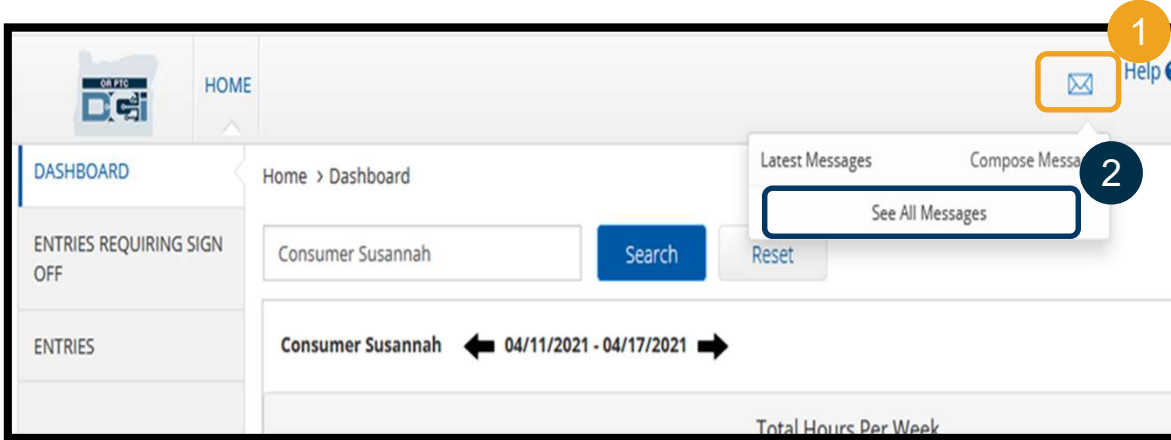 1
OR PTC
DCi
HOME
Help
DASHBOARD
Home > Dashboard
Latest Messages
Compose Messa
2
See All Messages
ENTRIES REQUIRING SIGN
OFF
Consumer Susannah
Search
Reset
ENTRIES
Consumer Susannah
04/11/2021 - 04/17/2021
Total Hours Per Week